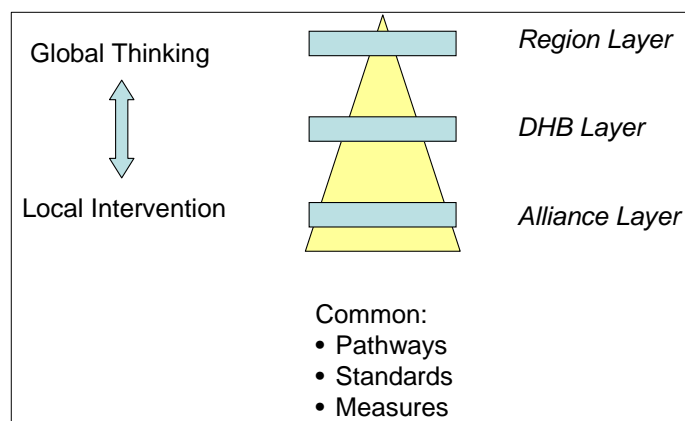 Global Thinking
Region Layer
DHB Layer
Local Intervention
Alliance Layer
Common:
• Pathways
• Standards
• Measures